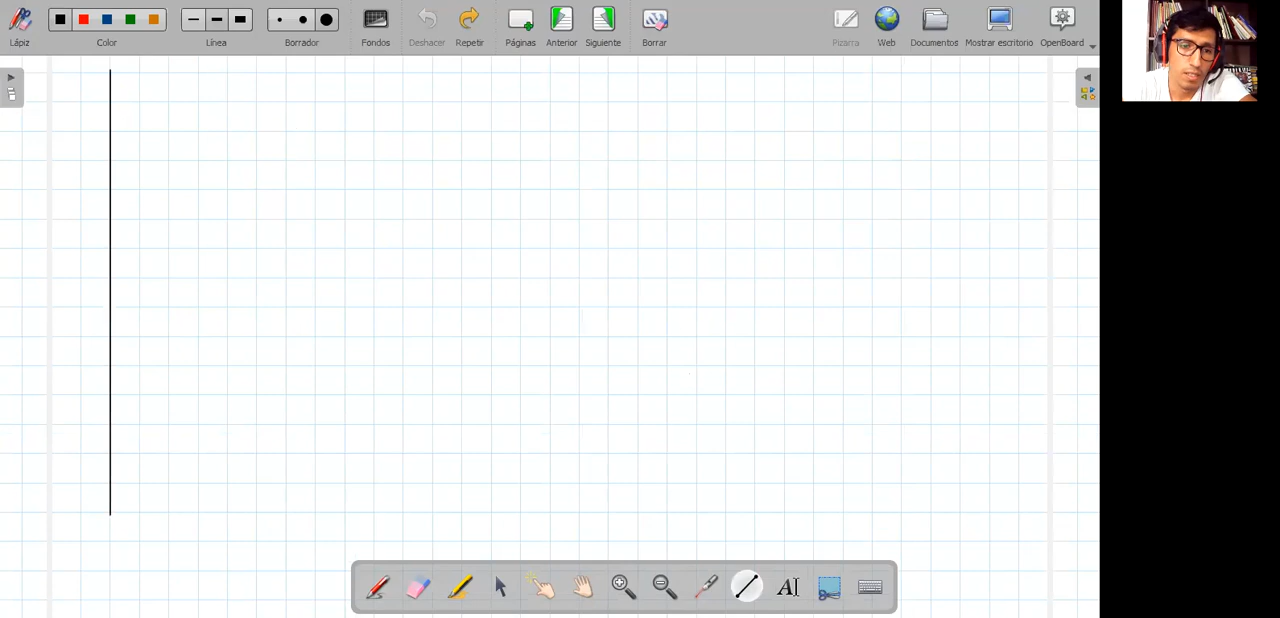 Lápiz
Color
Línea
Borrador
Fondos
Deshacer
Repetir
Páginas
Anterior
Siguiente
Borrar
Pizarra
Web
Documentos
Mostrar escritorio
OpenBoard
A